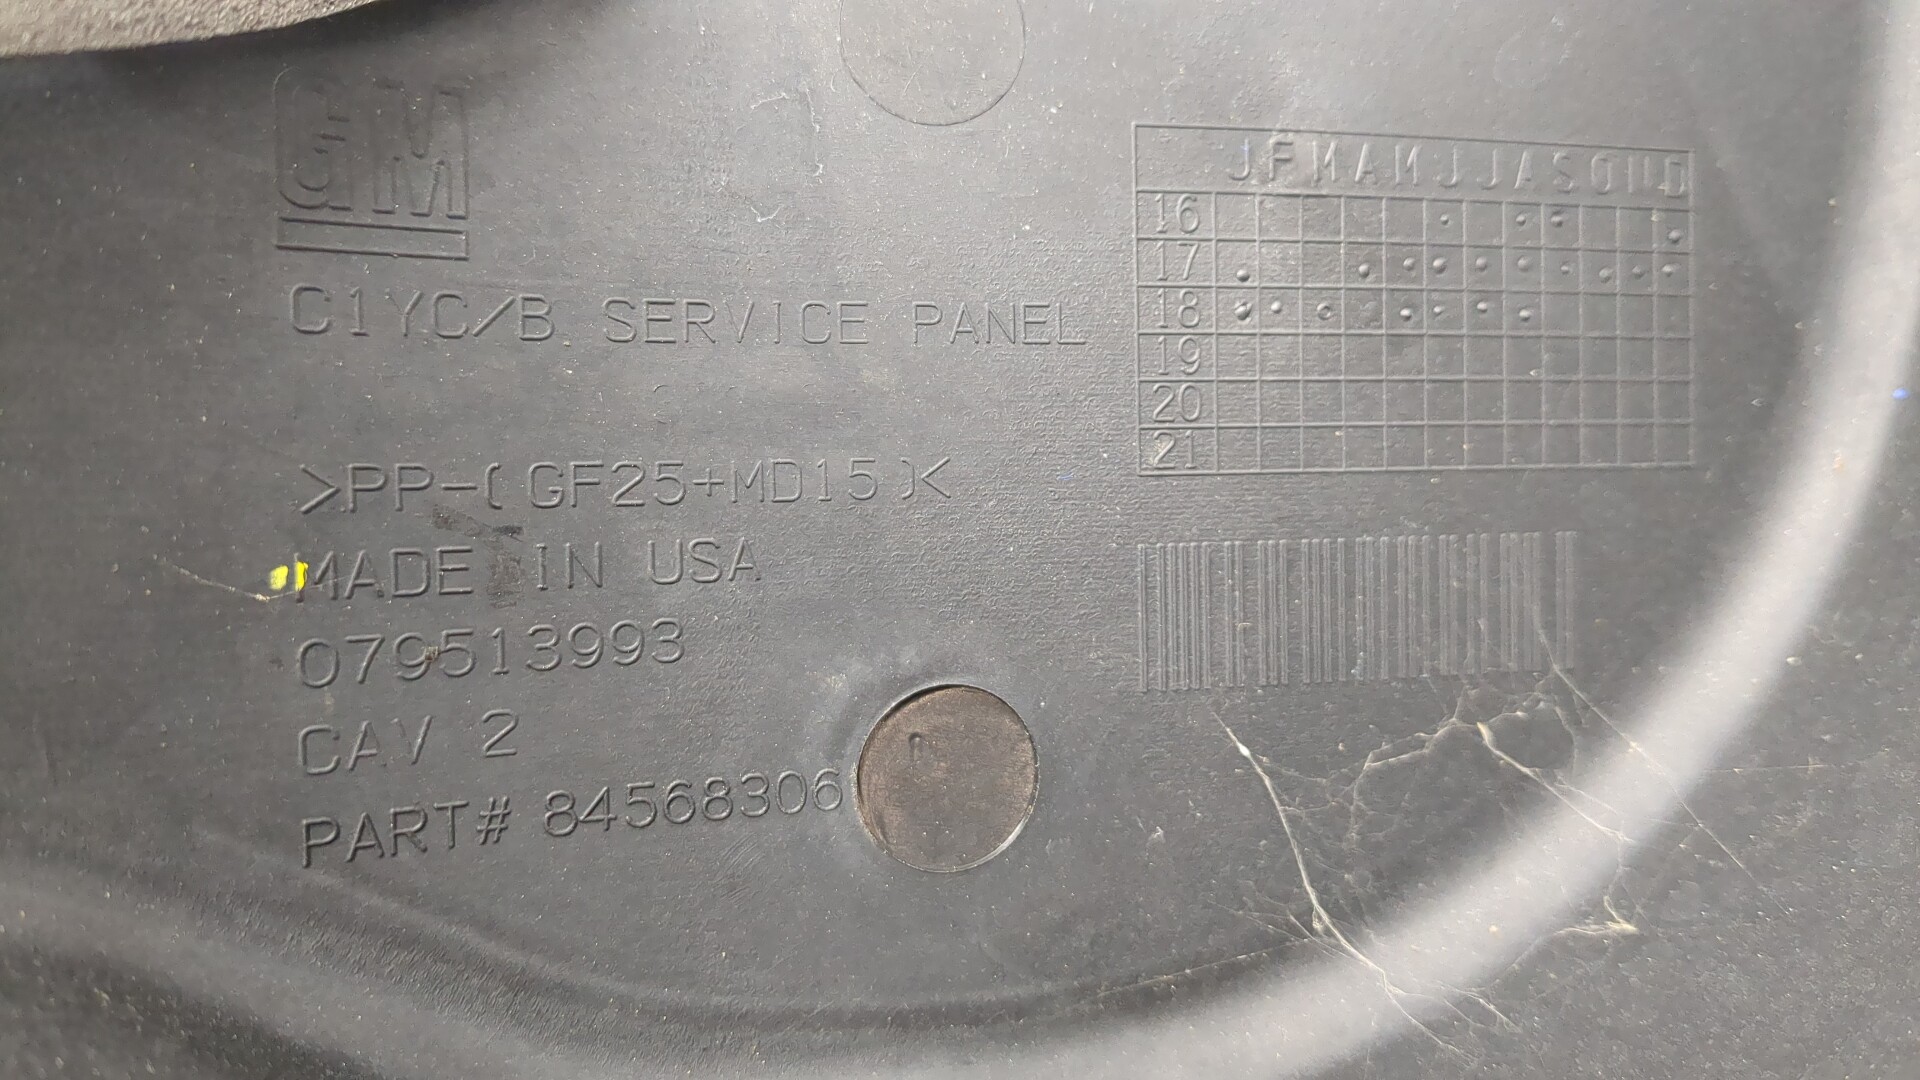 GM
C1YC/B. SERVICE PANEL
>PP-(GF25+MD15)<
MADE IN USA
079513993
CAV 2
PART# 84568306
J F M A M J J A S O N D
16
17
18
19
20
21